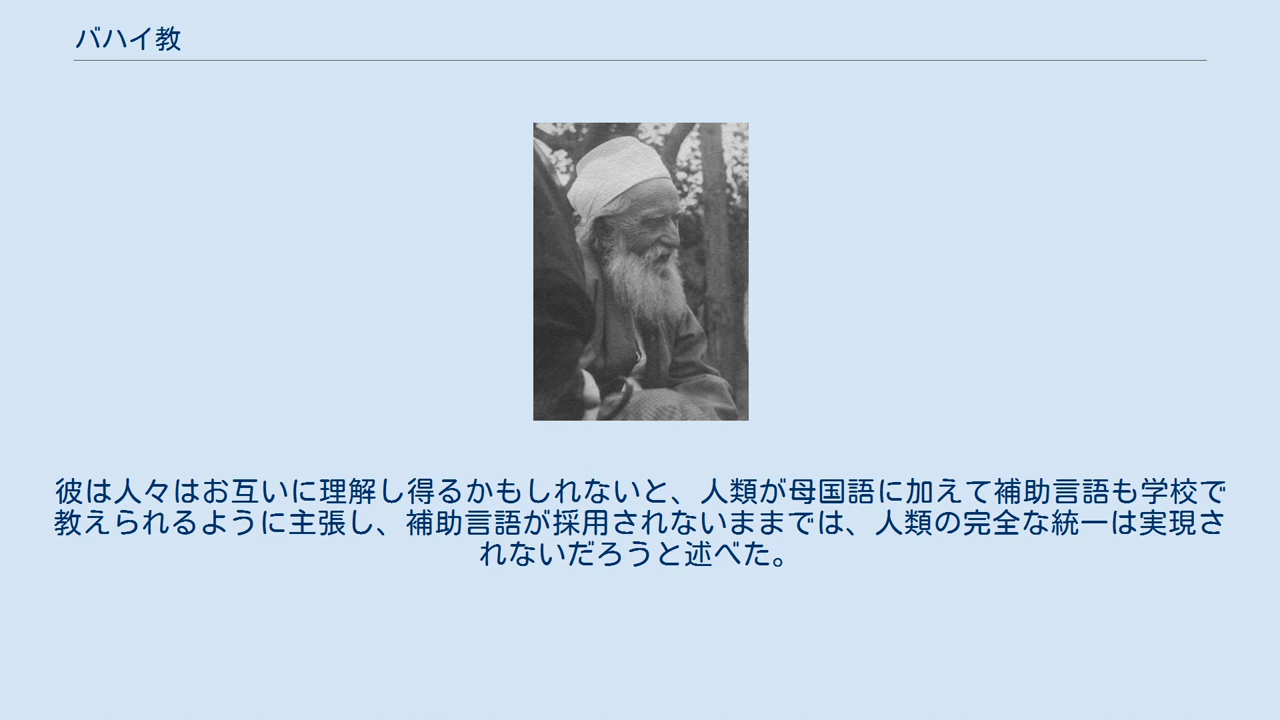 バハイ教
彼は人々はお互いに理解し得るかもしれないと、人類が母国語に加えて補助言語も学校で
教えられるように主張し、補助言語が採用されないままでは、人類の完全な統一は実現さ
れないだろうと述べた。